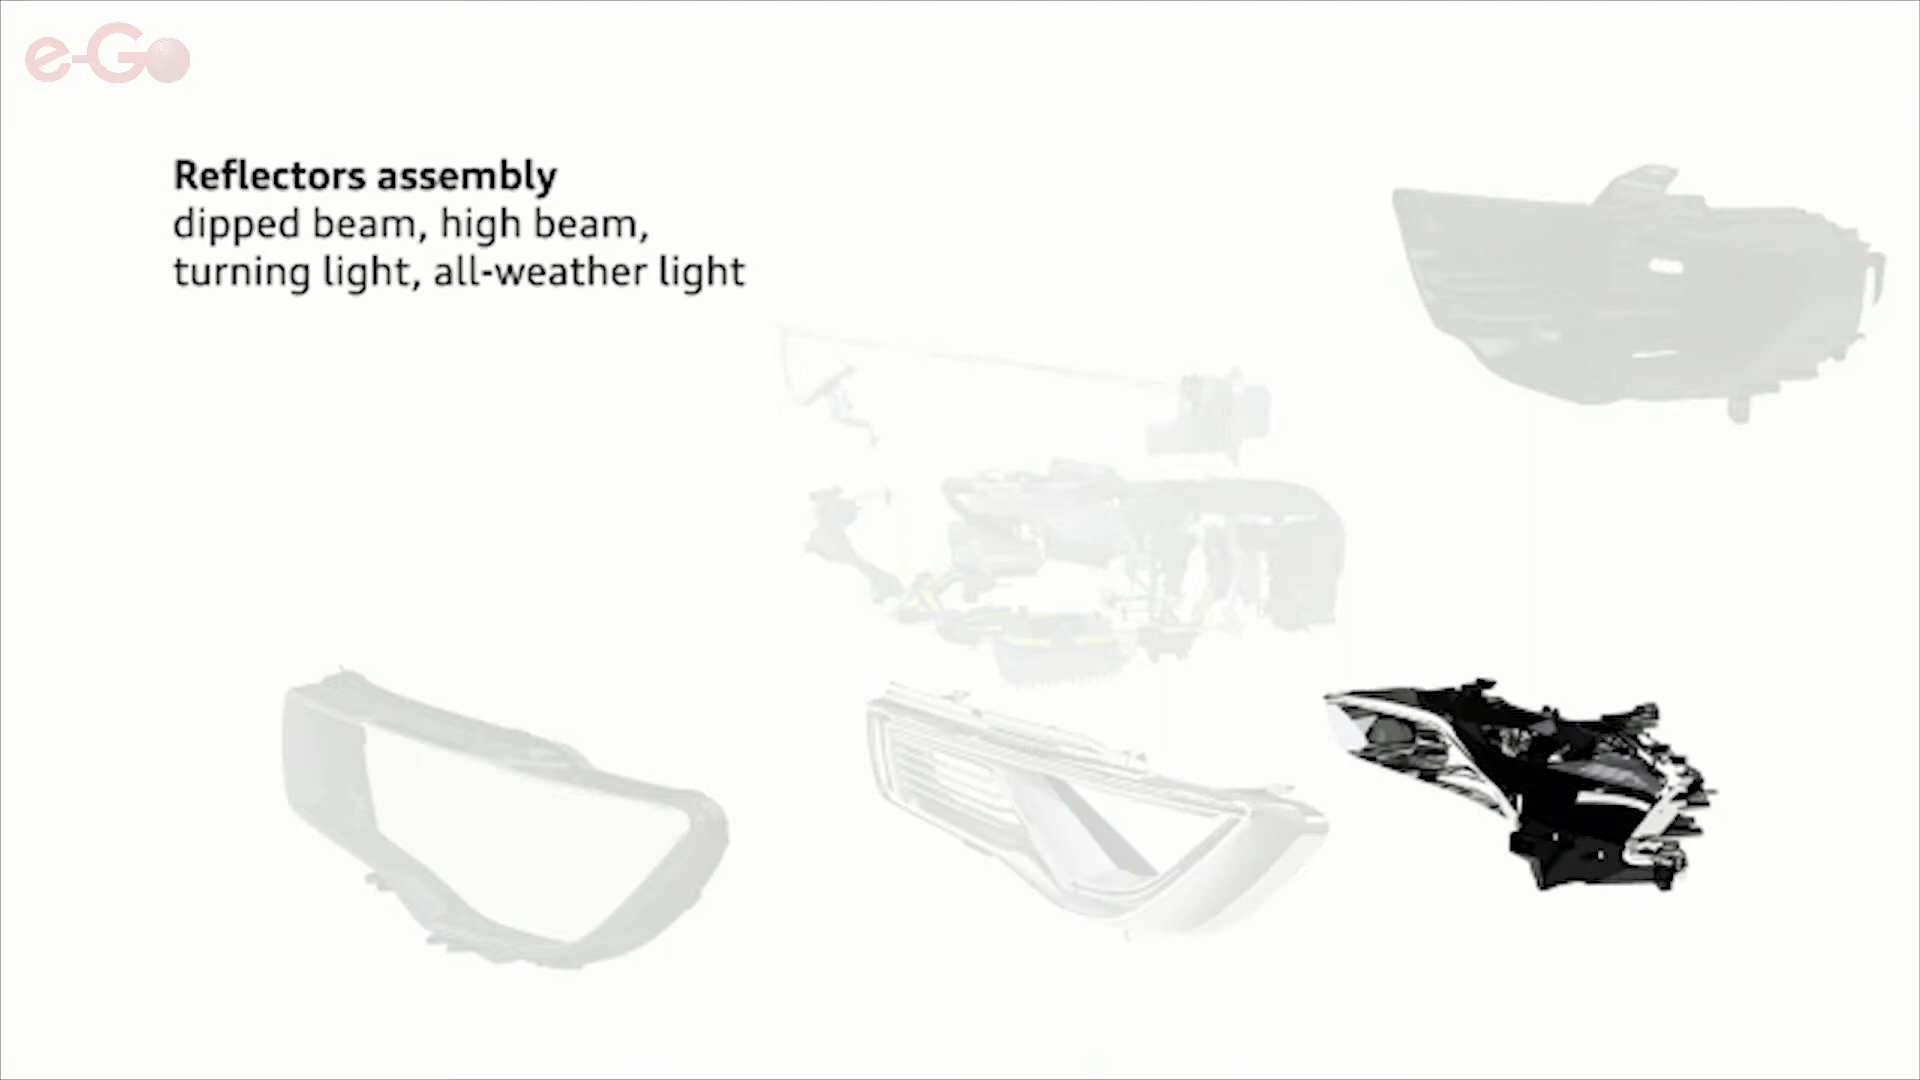 e-Go
Reflectors assembly
dipped beam, high beam,
turning light, all-weather light